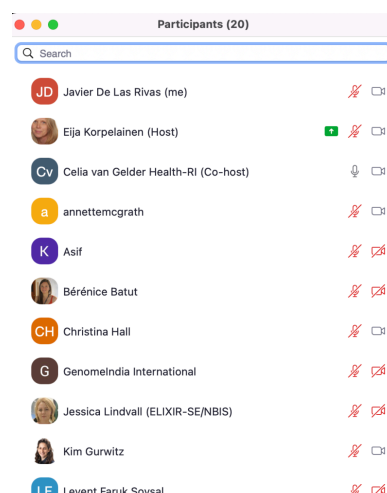 Participants (20)
Search
JD Javier De Las Rivas (me)
Eija Korpelainen (Host)
Cv Celia van Gelder Health-RI (Co-host)
a annettemcgrath
K Asif
Bérénice Batut
CH Christina Hall
G GenomeIndia International
Jessica Lindvall (ELIXIR-SE/NBIS)
Kim Gurwitz
LF Levent Faruk Soysal